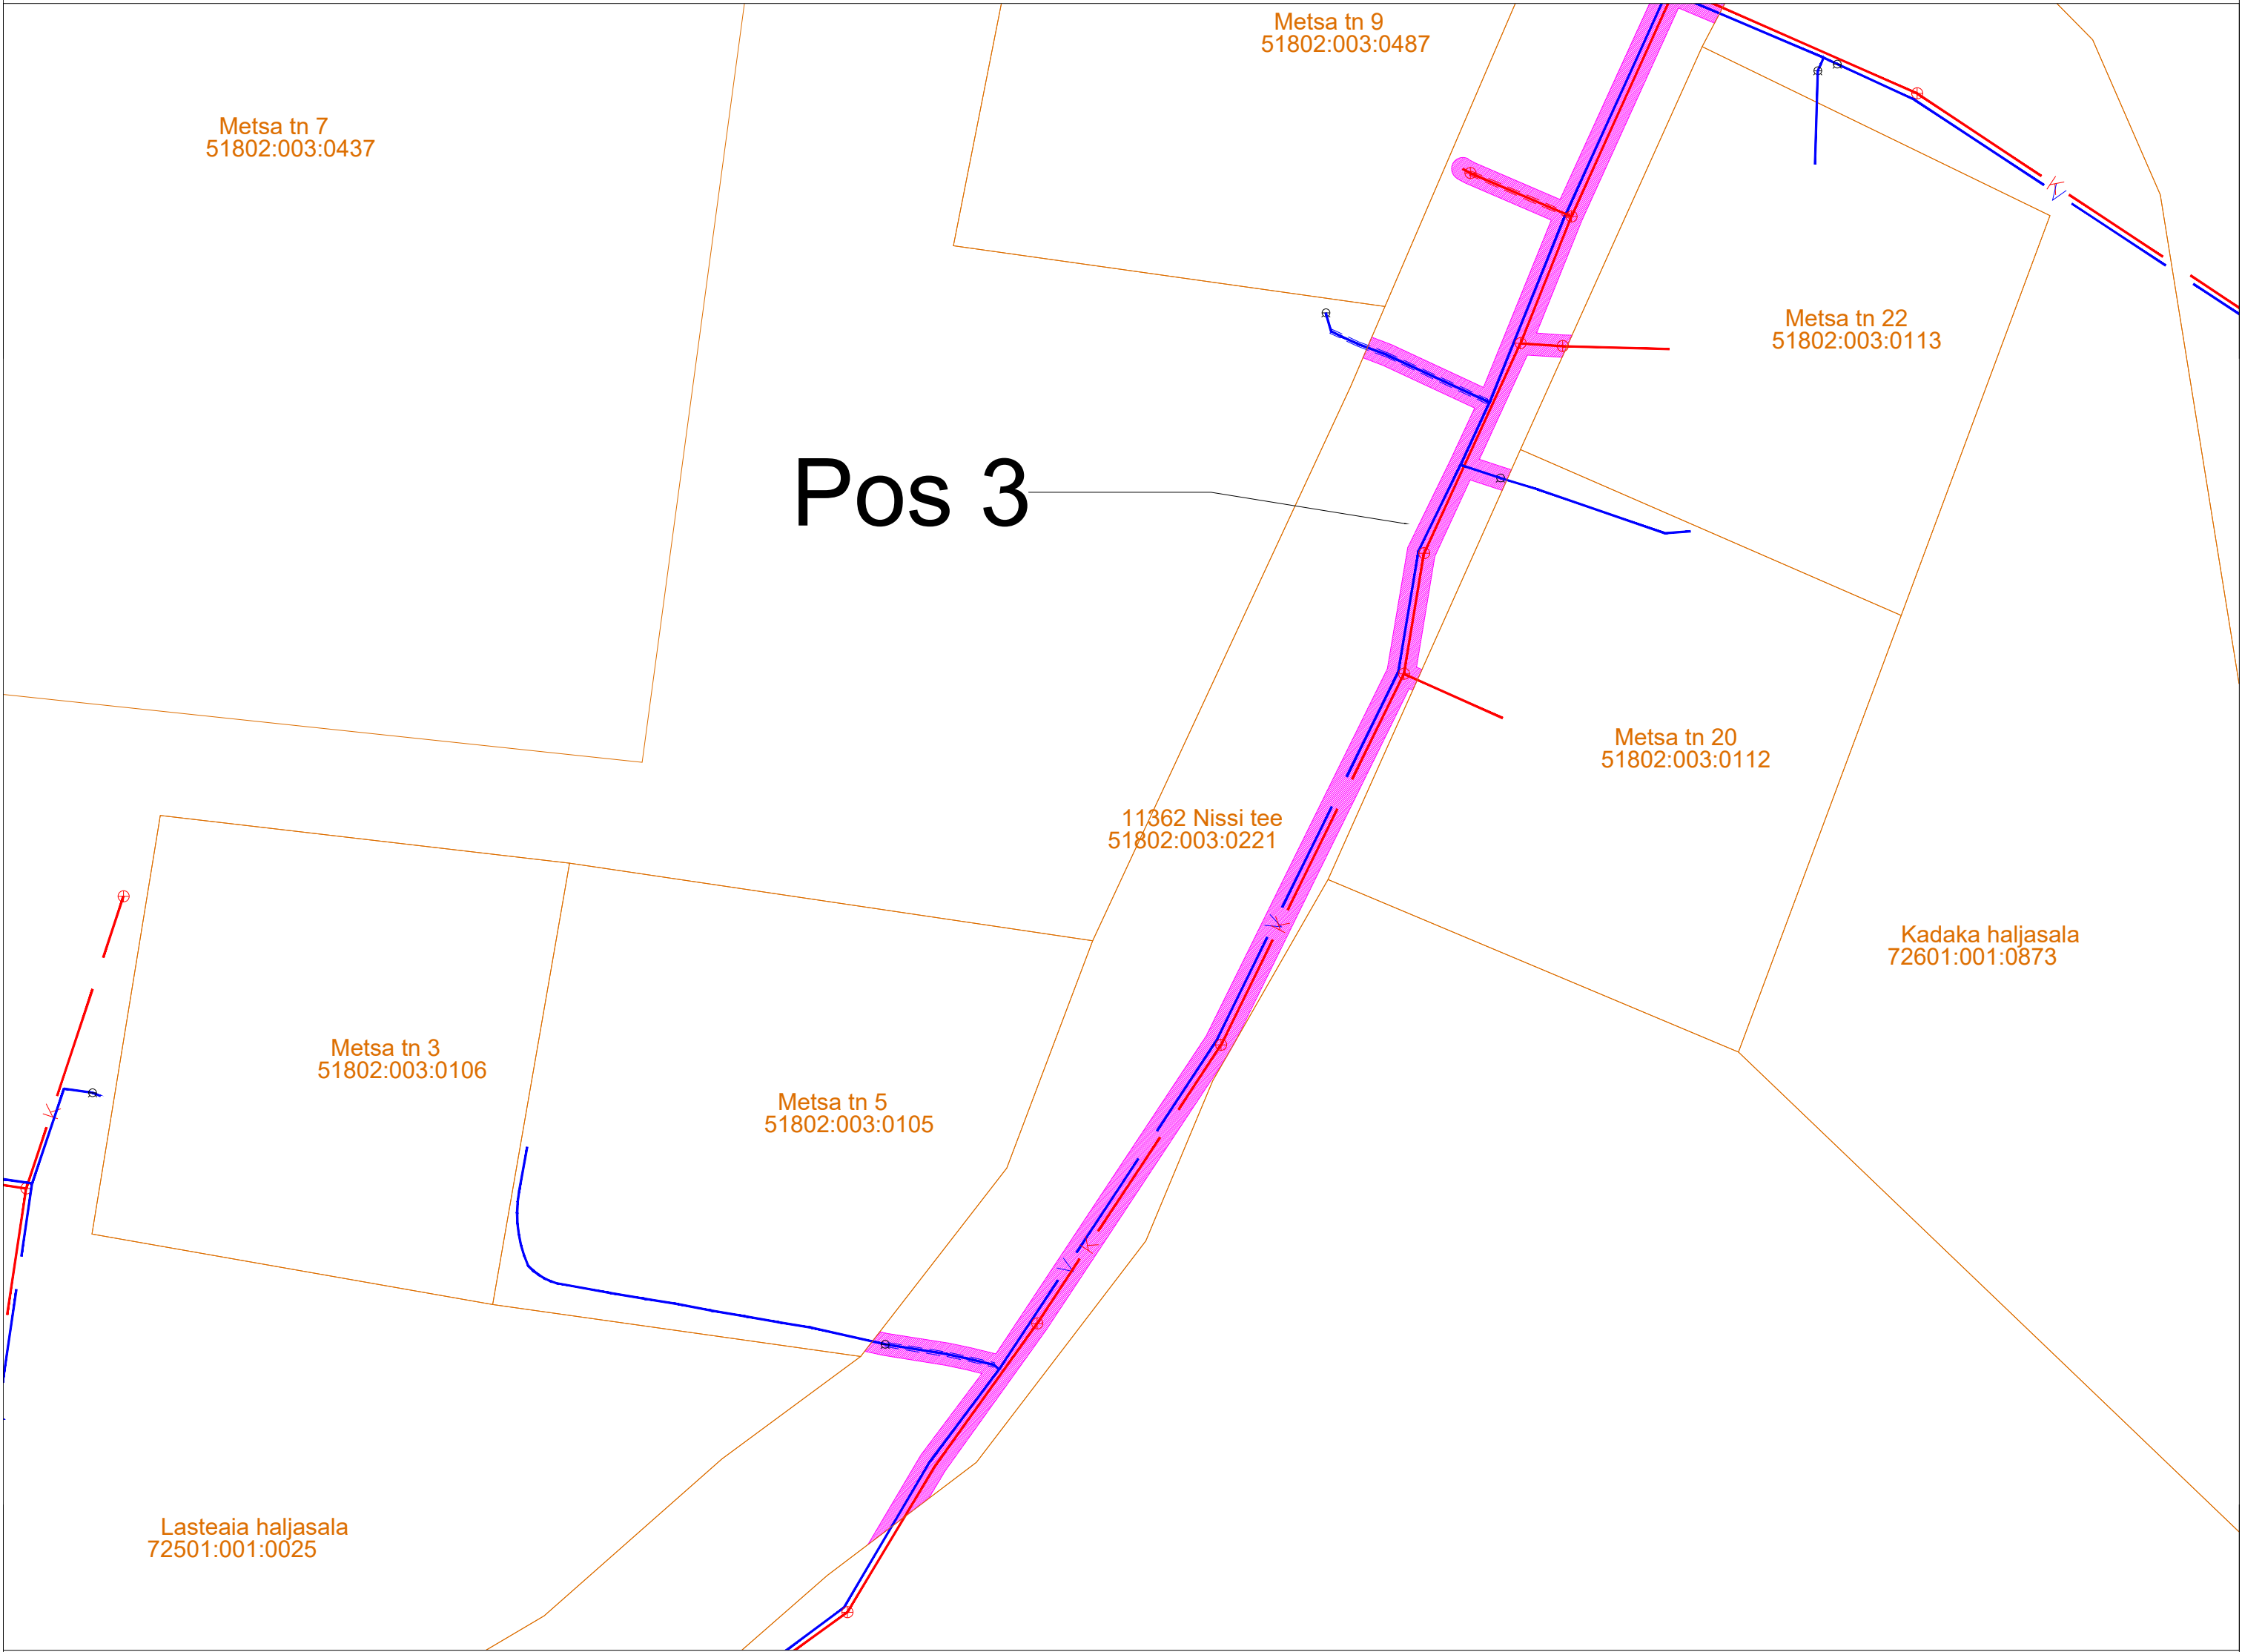 Metsa tn 9
51802:003:0487
Metsa tn 7
51802:003:0437
K
V
Metsa tn 22
51802:003:0113
Pos 3
Metsa tn 20
51802:003:0112
11362 Nissi tee
51802:003:0221
V
K
Kadaka haljasala
72601:001:0873
Metsa tn 3
51802:003:0106
K
Metsa tn 5
51802:003:0105
K
V
Lasteaia haljasala
72501:001:0025